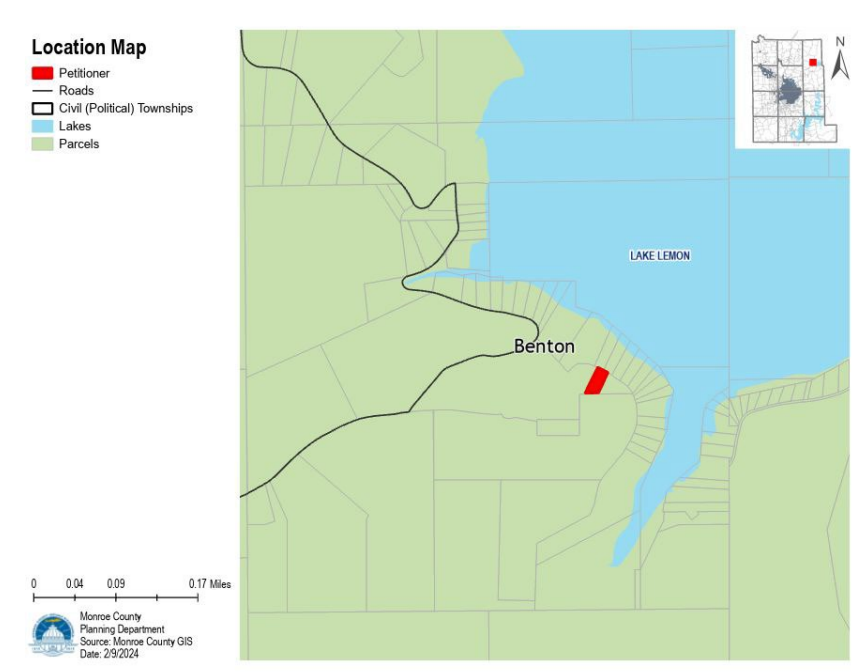 Location Map
Petitioner
Roads
Civil (Political) Townships
Lakes
Parcels
N
LAKE LEMON
Benton
0 0.04 0.09 0.17 Miles
Monroe County
Planning Department
Source: Monroe County GIS
Date: 2/9/2024